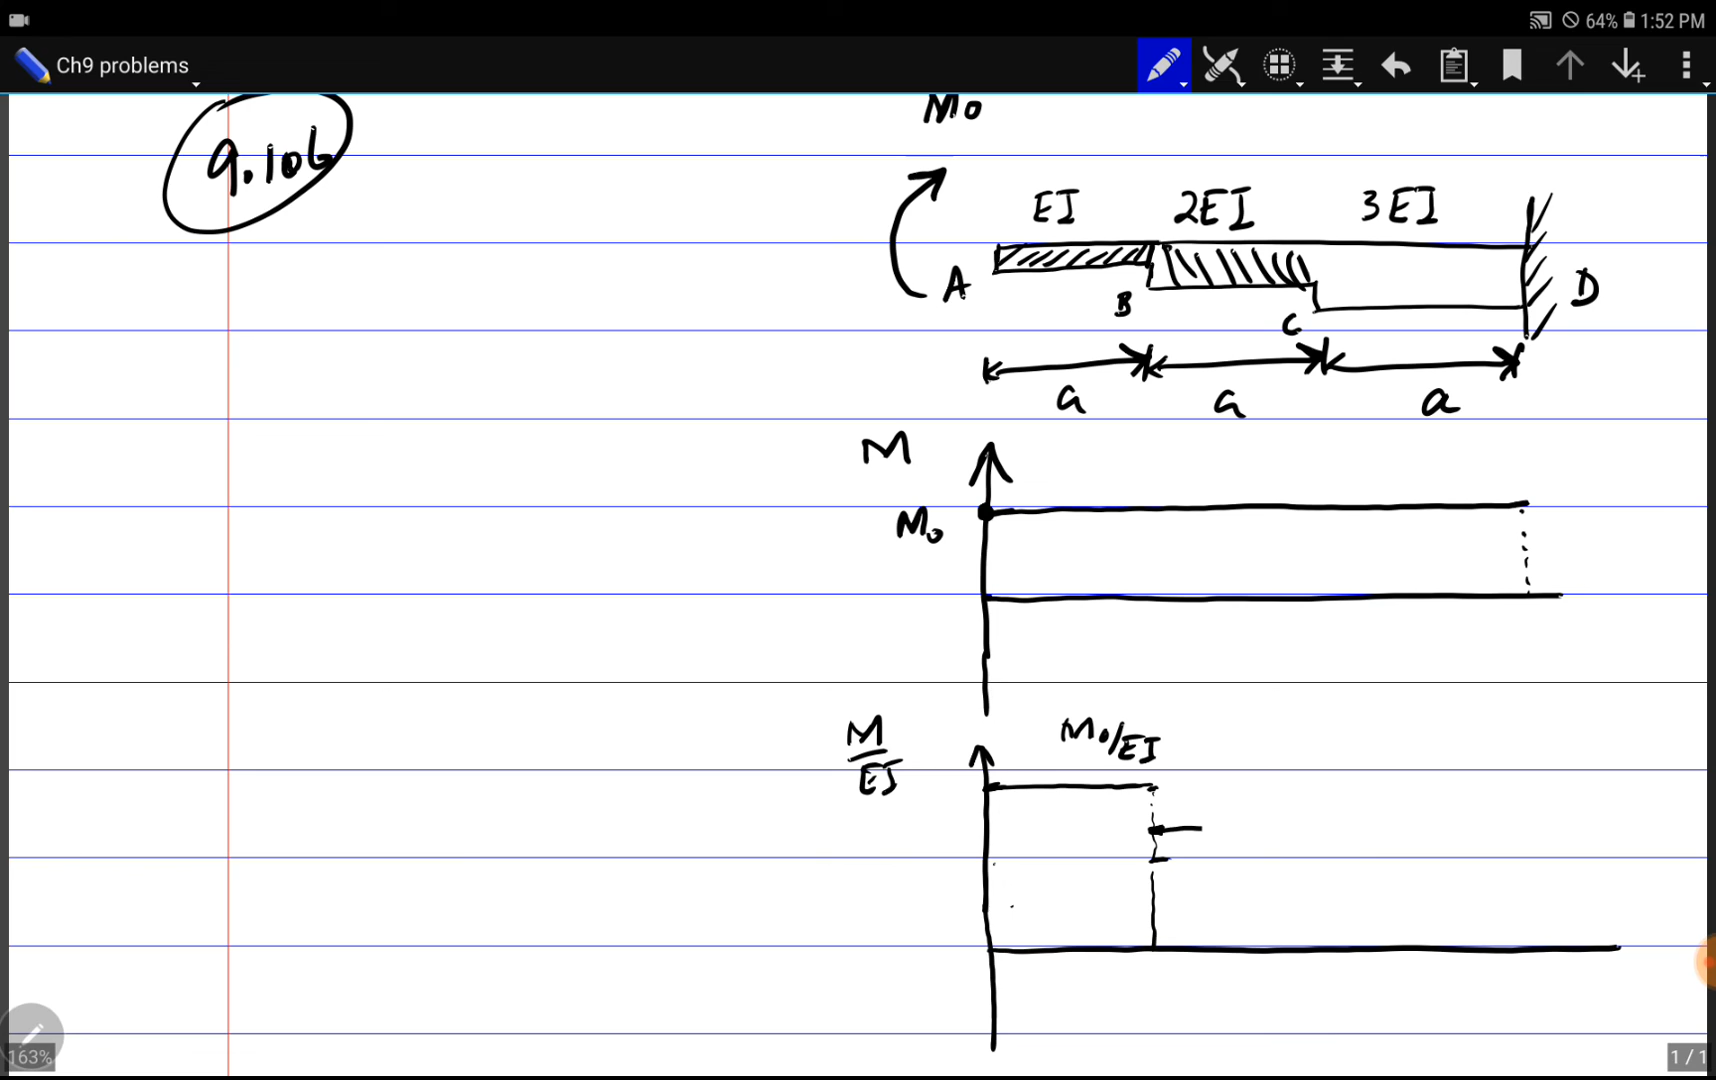 64% 1:52 PM
Ch9 problems
9.106
Mo
EI 2EI 3EI
A B C D
a a a
M
Mo
M/EI
Mo/EI
163%
1 / 1